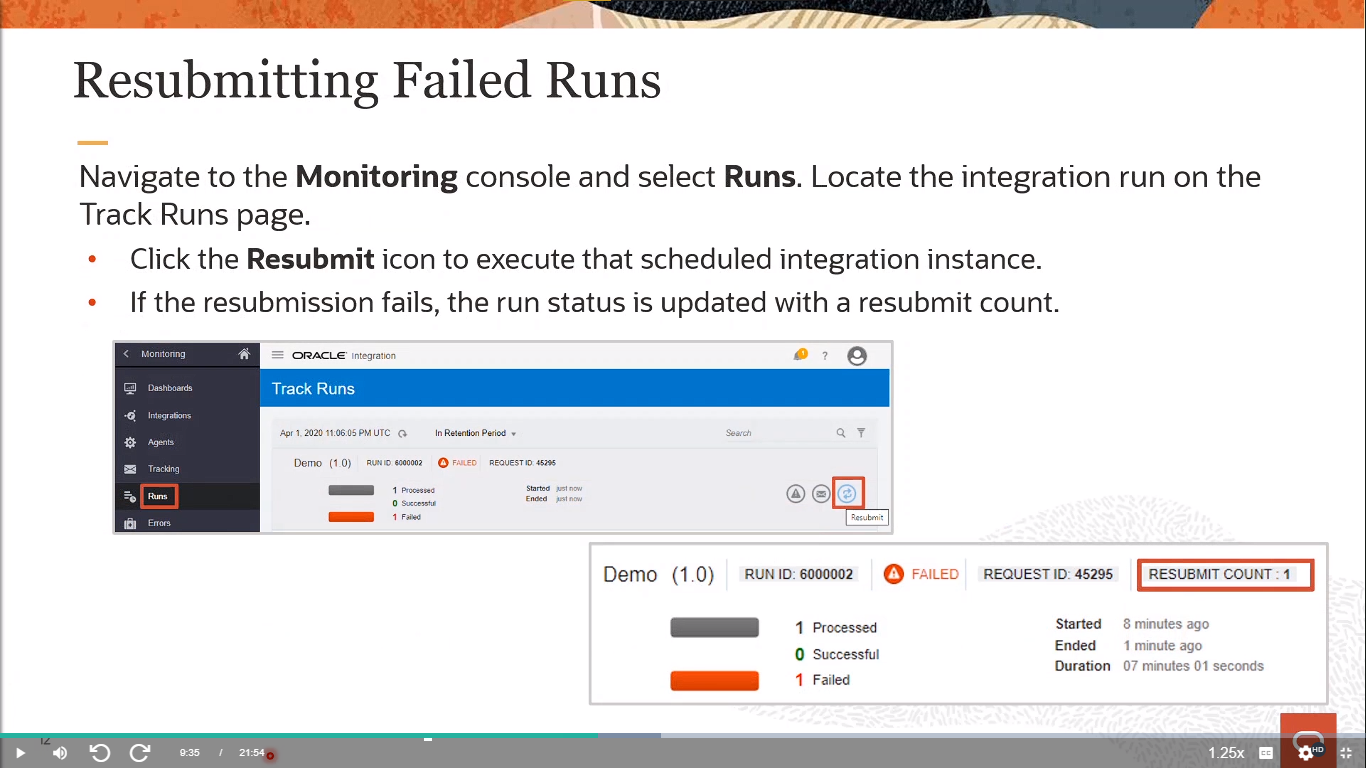 Resubmitting Failed Runs
Navigate to the Monitoring console and select Runs. Locate the integration run on the
Track Runs page.
• Click the Resubmit icon to execute that scheduled integration instance.
• If the resubmission fails, the run status is updated with a resubmit count.
Monitoring
ORACLE Integration
1
?
Dashboards
Track Runs
Integrations
Apr 1, 2020 11:06:05 PM UTC
In Retention Period
Search
Agents
Demo (1.0) RUN ID: 6000002 FAILED REQUEST ID: 45295
Tracking
1 Processed
Started just now
Runs
0 Successful
Ended just now
1 Failed
Resubmit
Errors
Demo (1.0) RUN ID: 6000002 FAILED REQUEST ID: 45295 RESUBMIT COUNT : 1
1 Processed
0 Successful
1 Failed
Started 8 minutes ago
Ended 1 minute ago
Duration 07 minutes 01 seconds
12
9:35 / 21:54
1.25x
CC
HD